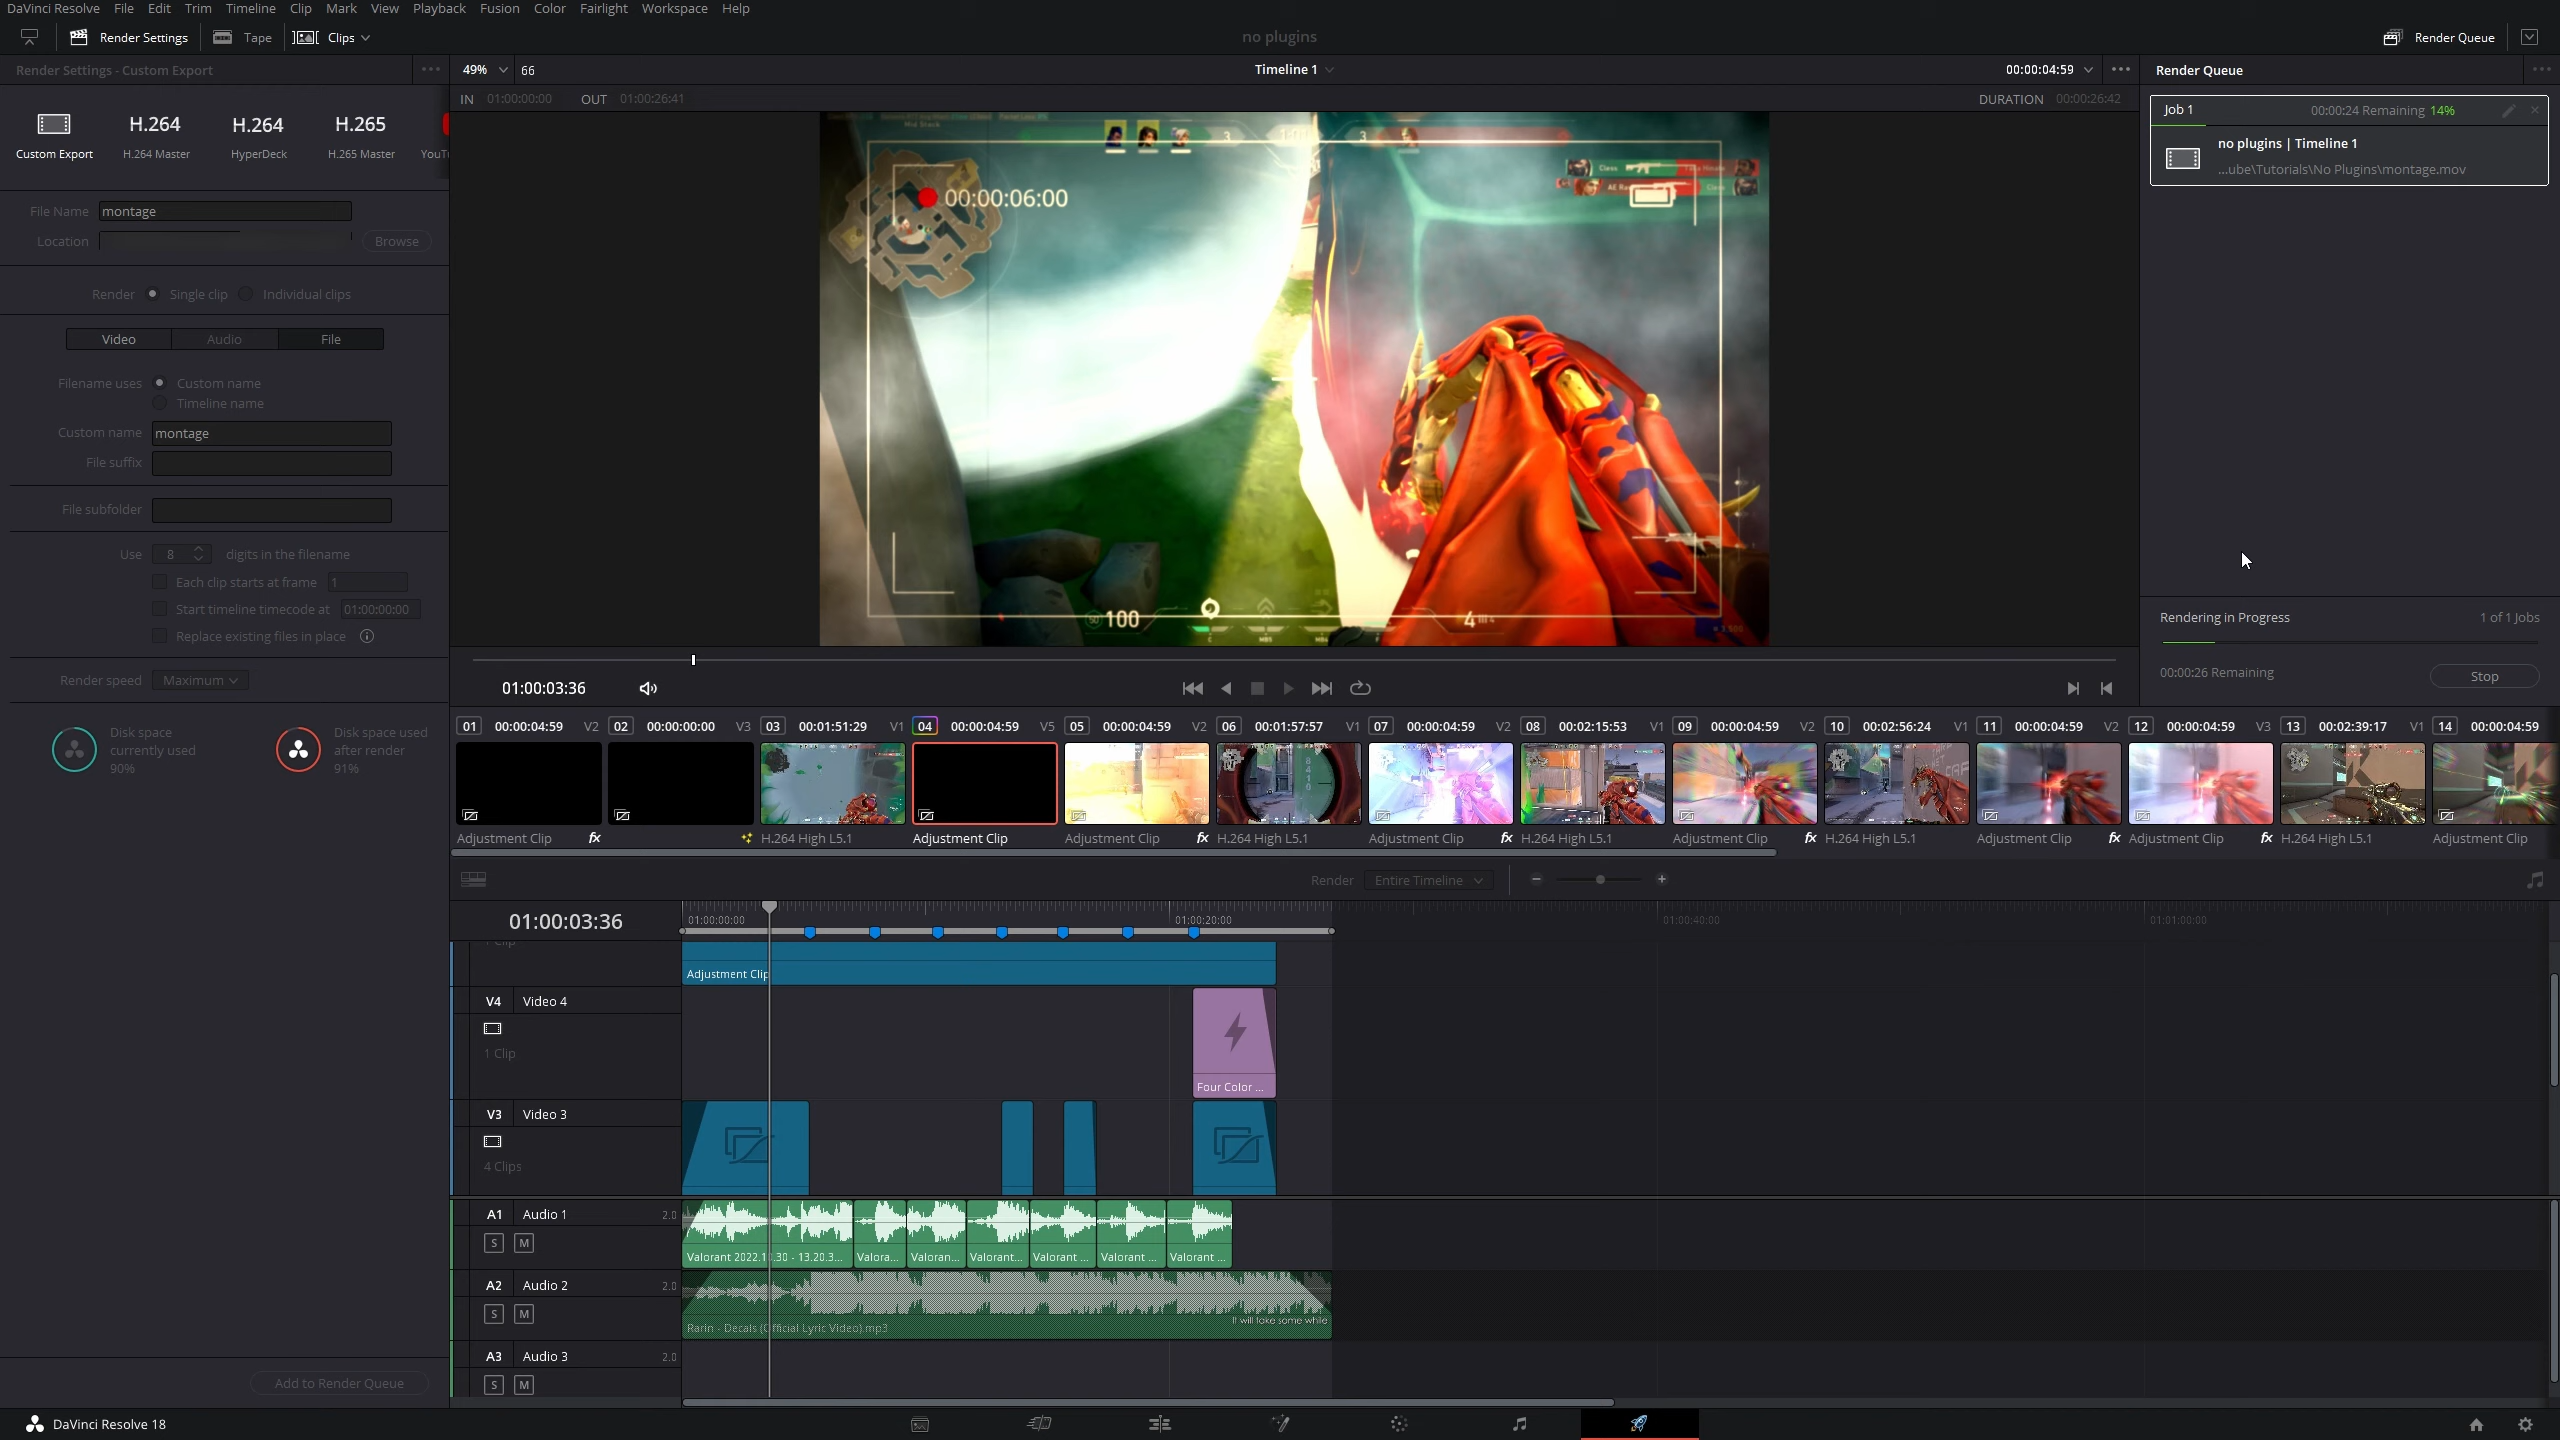 DaVinci Resolve File Edit Trim Timeline Clip Mark View Playback Fusion Color Fairlight Workspace Help
Render Settings Tape Clips no plugins Render Queue
Render Settings - Custom Export
49% 66 Timeline 1 00:00:04:59
Render Queue
IN 01:00:00:00 OUT 01:00:26:41 DURATION 00:00:26:42
H.264 H.264 H.265
Custom Export H.264 Master HyperDeck H.265 Master YouT
File Name montage
Location Browse
Render Single clip Individual clips
Video Audio File
Filename uses Custom name
Timeline name
Custom name montage
File suffix
File subfolder
Use 8 digits in the filename
Each clip starts at frame 1
Start timeline timecode at 01:00:00:00
Replace existing files in place
Render speed Maximum
Disk space currently used 90%
Disk space used after render 91%
Add to Render Queue
Mid Stack
3 3
00:00:06:00
100 4
01:00:03:36
Job 1 00:00:24 Remaining 14%
no plugins | Timeline 1
...ube\Tutorials\No Plugins\montage.mov
Rendering in Progress 1 of 1 Jobs
00:00:26 Remaining Stop
01 00:00:04:59 V2 02 00:00:00:00 V3 03 00:01:51:29 V1 04 00:00:04:59 V5 05 00:00:04:59 V2 06 00:01:57:57 V1 07 00:00:04:59 V2 08 00:02:15:53 V1 09 00:00:04:59 V2 10 00:02:56:24 V1 11 00:00:04:59 V2 12 00:00:04:59 V3 13 00:02:39:17 V1 14 00:00:04:59
Adjustment Clip fx H.264 High L5.1 Adjustment Clip Adjustment Clip fx H.264 High L5.1 Adjustment Clip fx H.264 High L5.1 Adjustment Clip fx H.264 High L5.1 Adjustment Clip fx Adjustment Clip fx H.264 High L5.1 Adjustment Clip
Render Entire Timeline
01:00:03:36 01:00:00:00 01:00:20:00 01:00:40:00 01:01:00:00
1 Clip
Adjustment Clip
V4 Video 4
1 Clip
Four Color ...
V3 Video 3
4 Clips
A1 Audio 1 2.0
S M
Valorant 2022.1 .30 - 13.20.3... Valora... Valoran... Valorant... Valorant ... Valorant ... Valorant ...
A2 Audio 2 2.0
S M
Rarin - Decals (Official Lyric Video).mp3
It will take some while
A3 Audio 3 2.0
S M
DaVinci Resolve 18